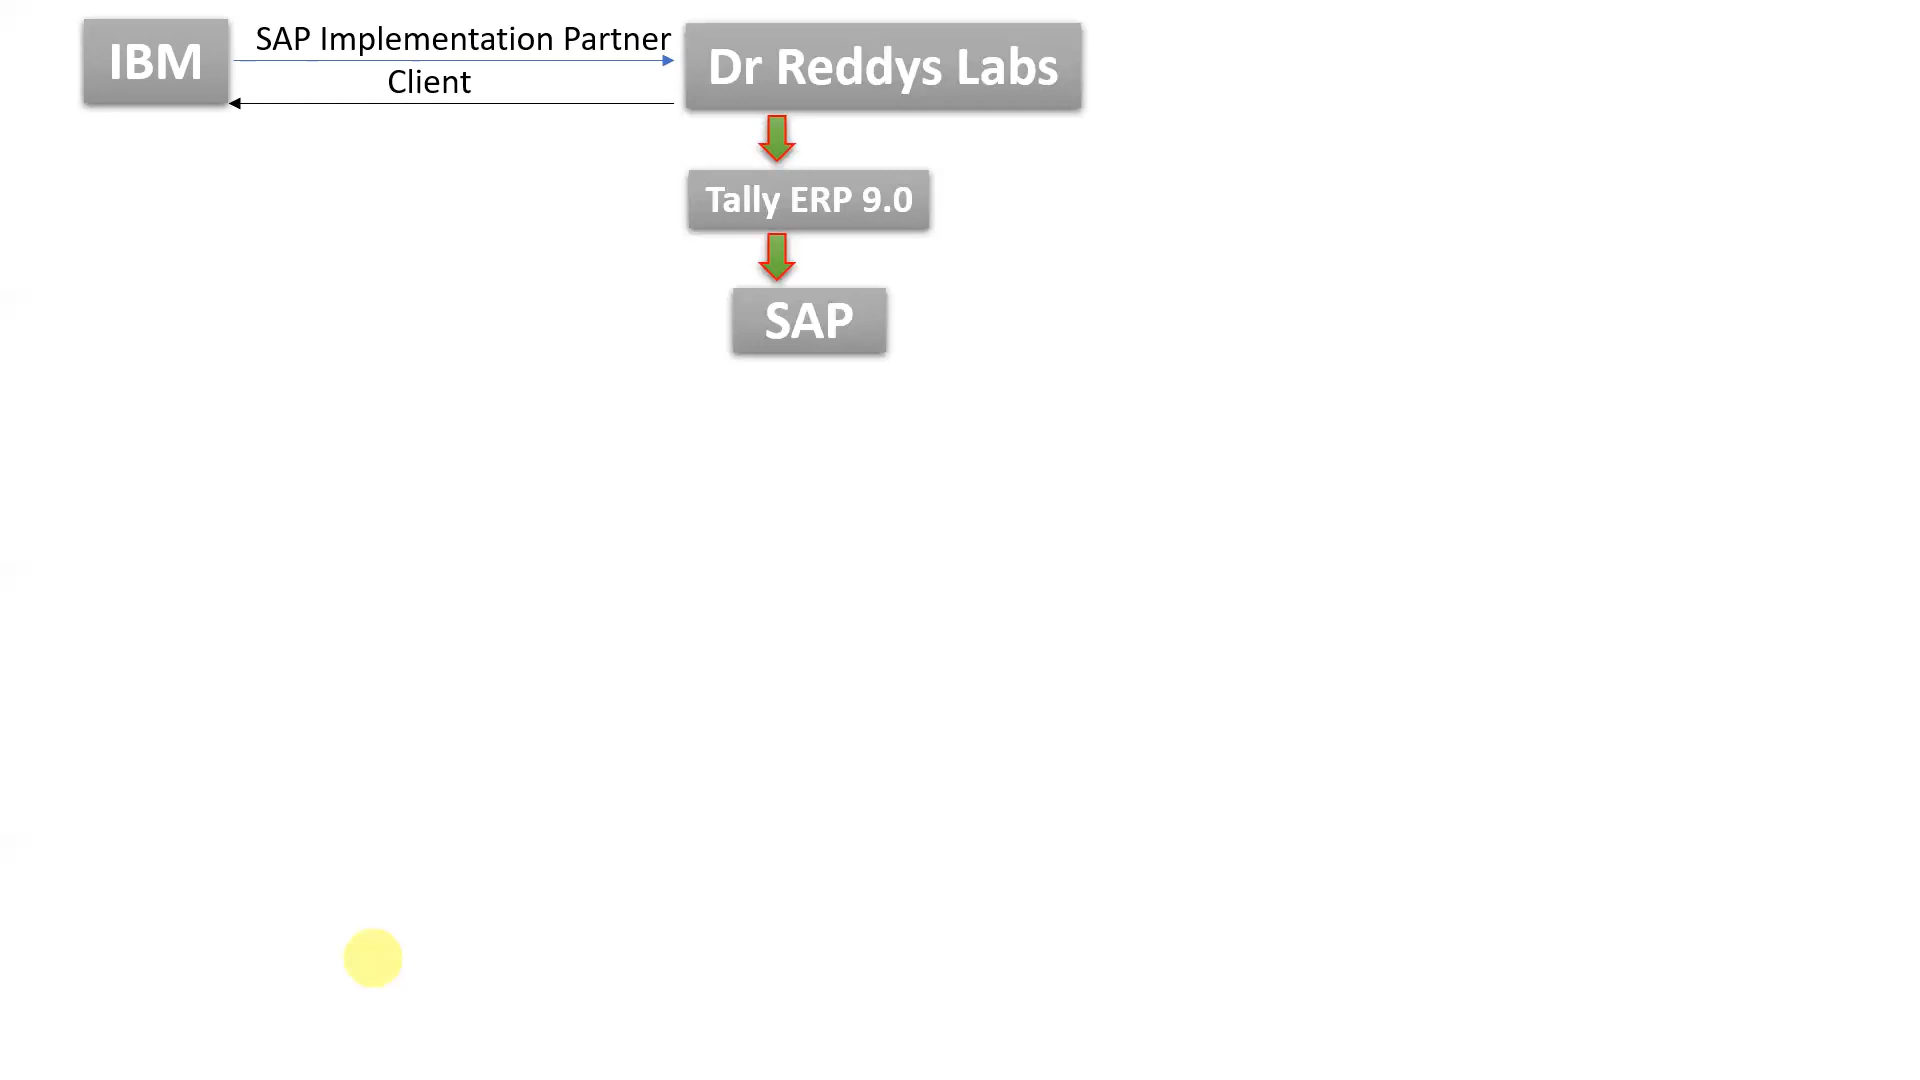 IBM
SAP Implementation Partner
Client
Dr Reddys Labs
Tally ERP 9.0
SAP